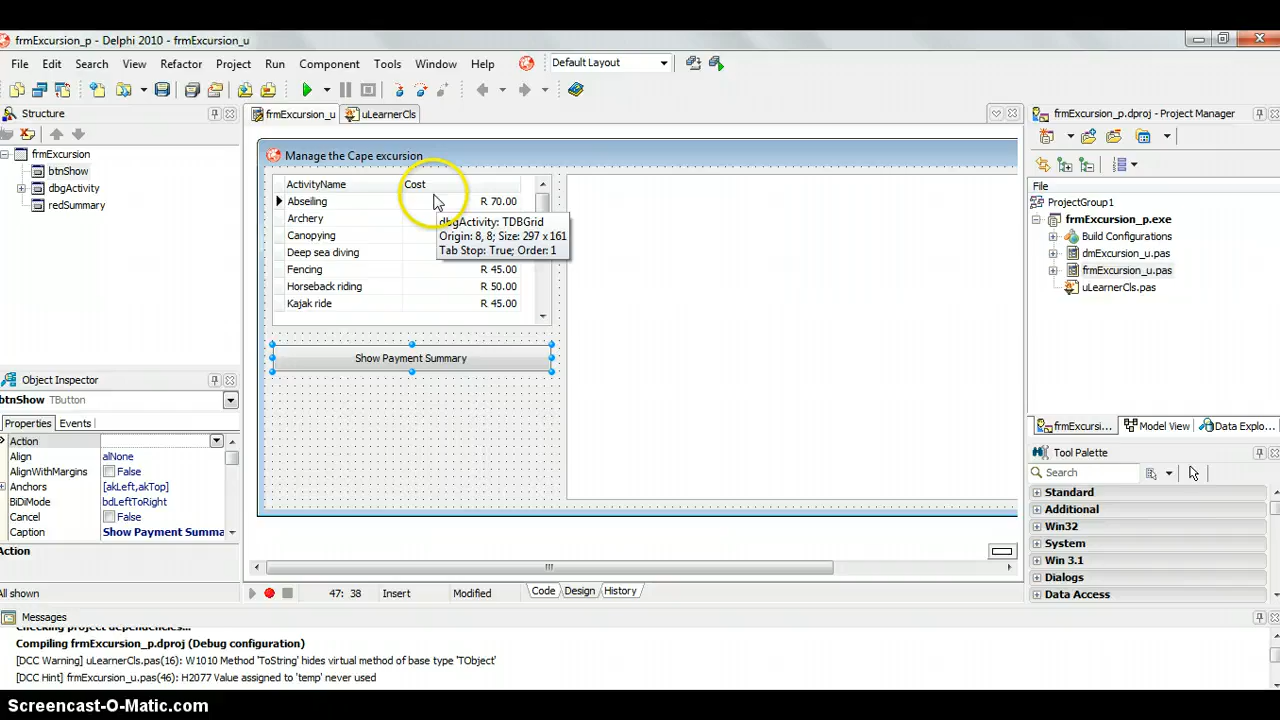 frmExcursion_p - Delphi 2010 - frmExcursion_u
File Edit Search View Refactor Project Run Component Tools Window Help Default Layout
Structure
frmExcursion
btnShow
dbgActivity
redSummary
Object Inspector
btnShow TButton
Properties Events
Action
Align alNone
AlignWithMargins False
Anchors [akLeft,akTop]
BiDiMode bdLeftToRight
Cancel False
Caption Show Payment Summa
Action
All shown
frmExcursion_u uLearnerCls
Manage the Cape excursion
ActivityName Cost
Abseiling R 70.00
Archery
Canopying
Deep sea diving
Fencing R 45.00
Horseback riding R 50.00
Kajak ride R 45.00
dbgActivity: TDBGrid
Origin: 8, 8; Size: 297 x 161
Tab Stop: True; Order: 1
Show Payment Summary
47: 38 Insert Modified Code Design History
frmExcursion_p.dproj - Project Manager
File
ProjectGroup1
frmExcursion_p.exe
Build Configurations
dmExcursion_u.pas
frmExcursion_u.pas
uLearnerCls.pas
frmExcursi... Model View Data Explo...
Tool Palette
Search
Standard
Additional
Win32
System
Win 3.1
Dialogs
Data Access
Messages
Checking project dependencies...
Compiling frmExcursion_p.dproj (Debug configuration)
[DCC Warning] uLearnerCls.pas(16): W1010 Method 'ToString' hides virtual method of base type 'TObject'
[DCC Hint] frmExcursion_u.pas(46): H2077 Value assigned to 'temp' never used
Screencast-O-Matic.com